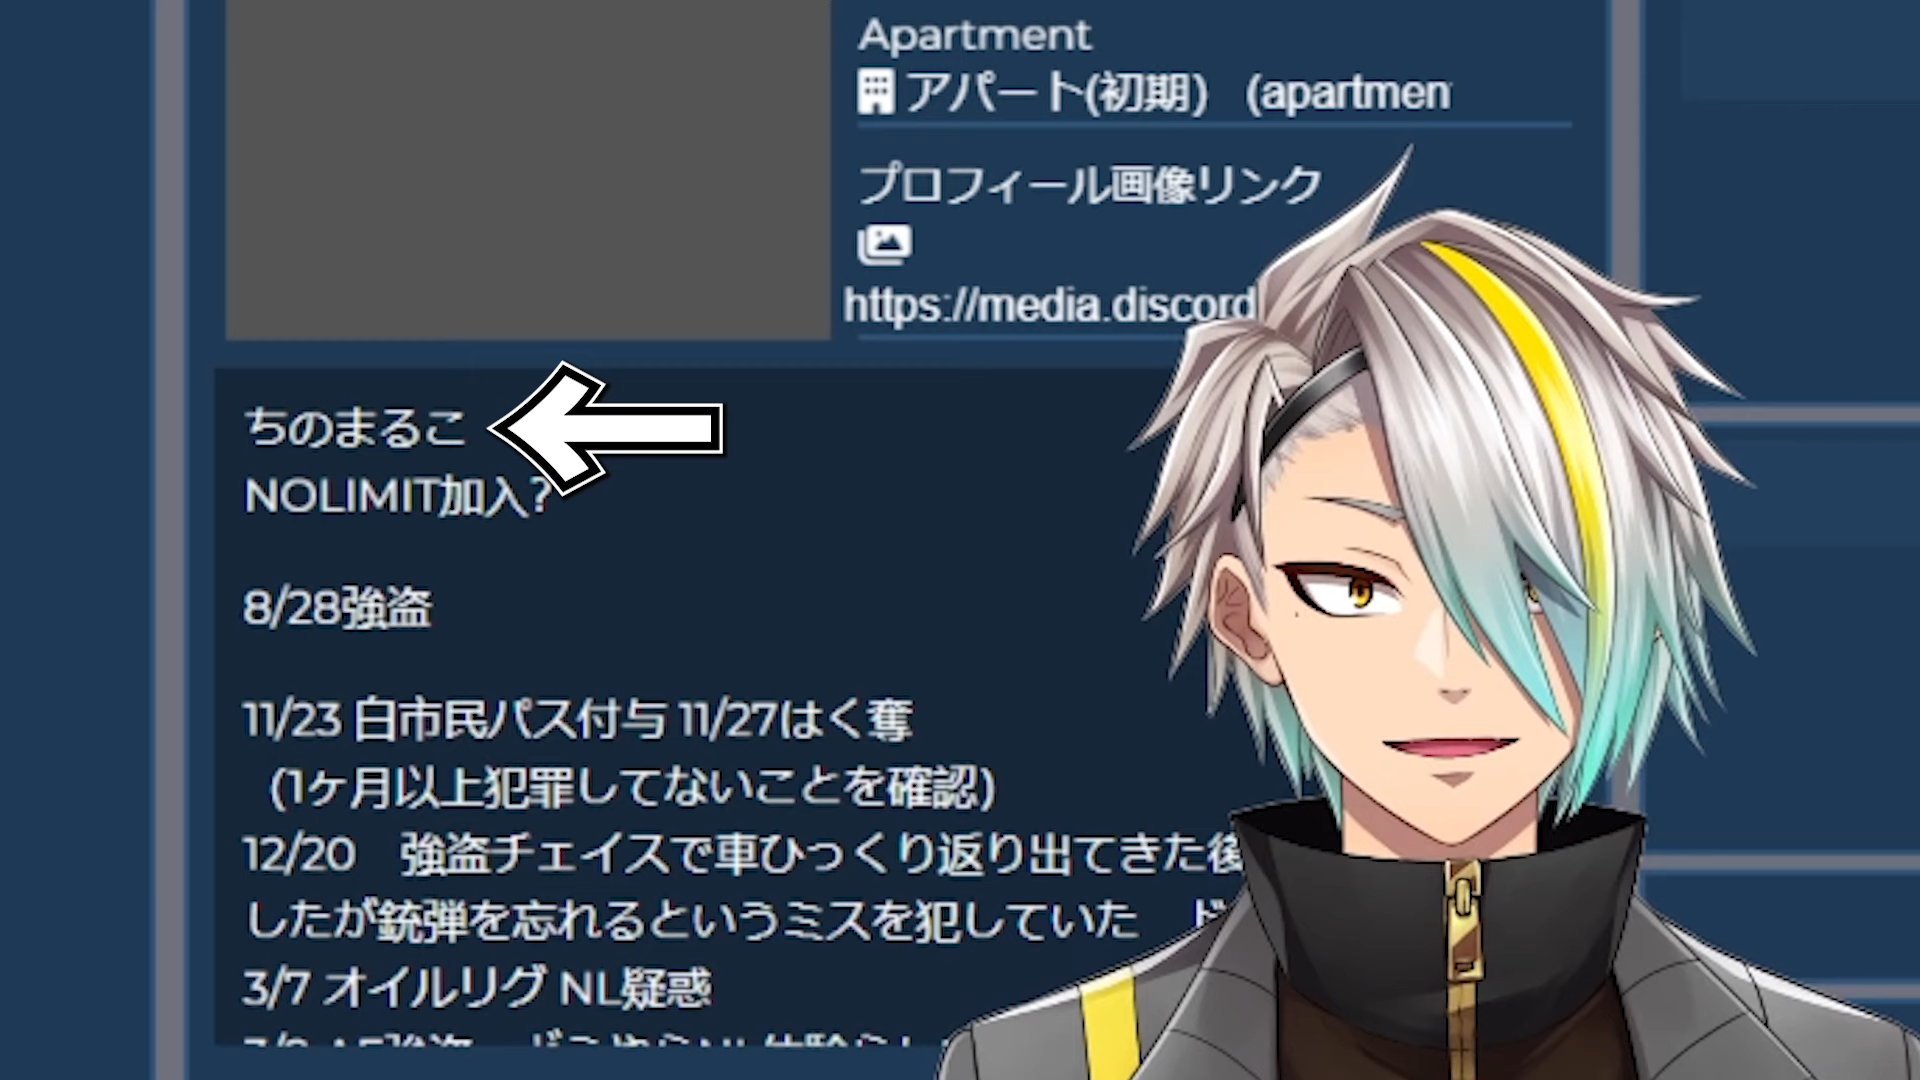 Apartment
アパート(初期) (apartmen
プロフィール画像リンク
https://media.discord
ちのまるこ
NOLIMIT加入?
8/28強盗
11/23 白市民パス付与 11/27はく奪
(1ヶ月以上犯罪してないことを確認)
12/20 強盗チェイスで車ひっくり返り出てきた後
したが銃弾を忘れるというミスを犯していた ド
3/7 オイルリグ NL疑惑